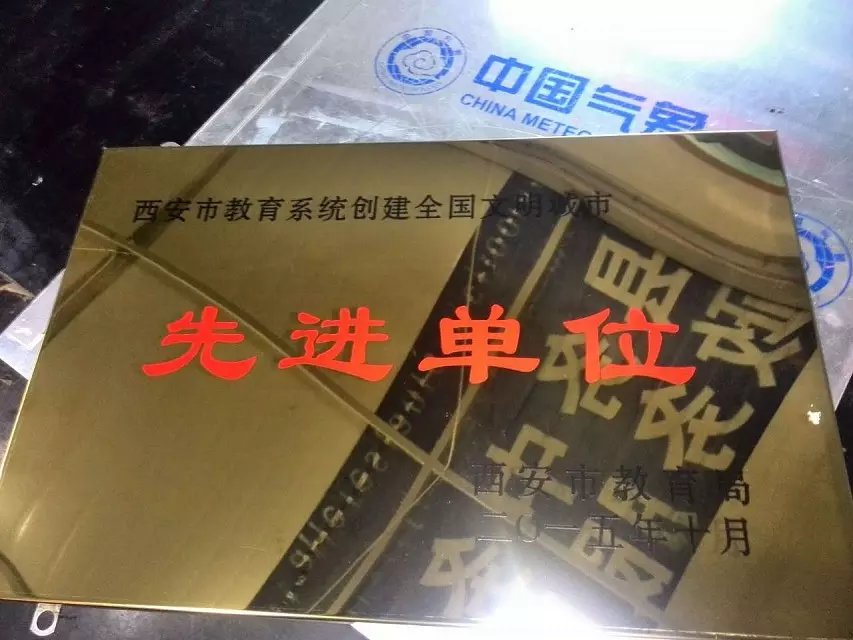 中国气象
CHINA METEO
西安市教育系统创建全国文明城市
先进单位
西安市教育局
二〇一五年十月